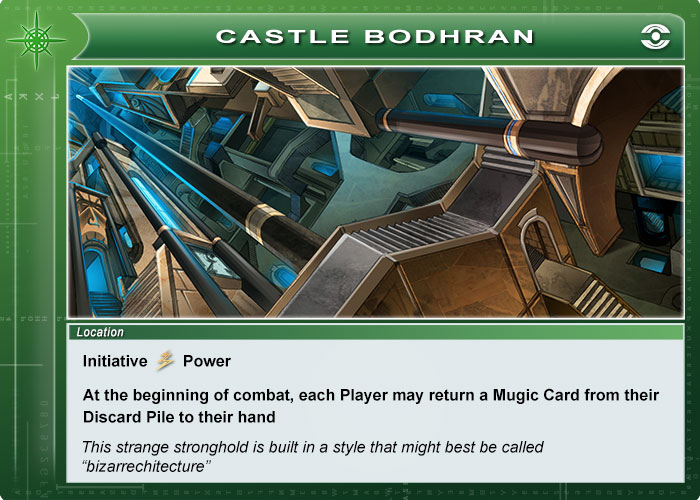 CASTLE BODHRAN
Location
Initiative Power
At the beginning of combat, each Player may return a Mugic Card from their
Discard Pile to their hand
This strange stronghold is built in a style that might best be called
“bizarrechitecture”